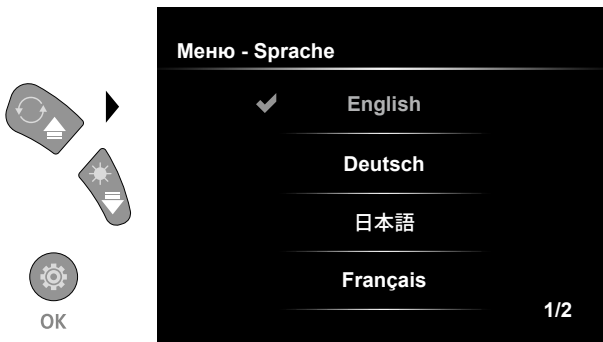 Меню - Sprache
English
Deutsch
日本語
Français
1/2
OK